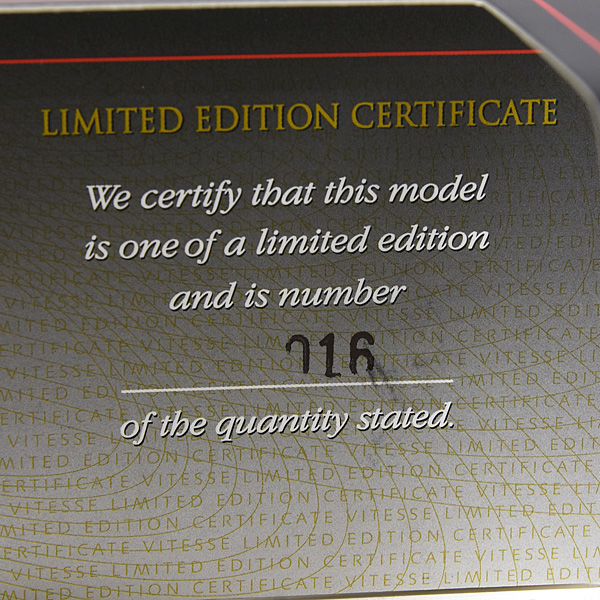 LIMITED EDITION CERTIFICATE
We certify that this model
is one of a limited edition
and is number
016
of the quantity stated.